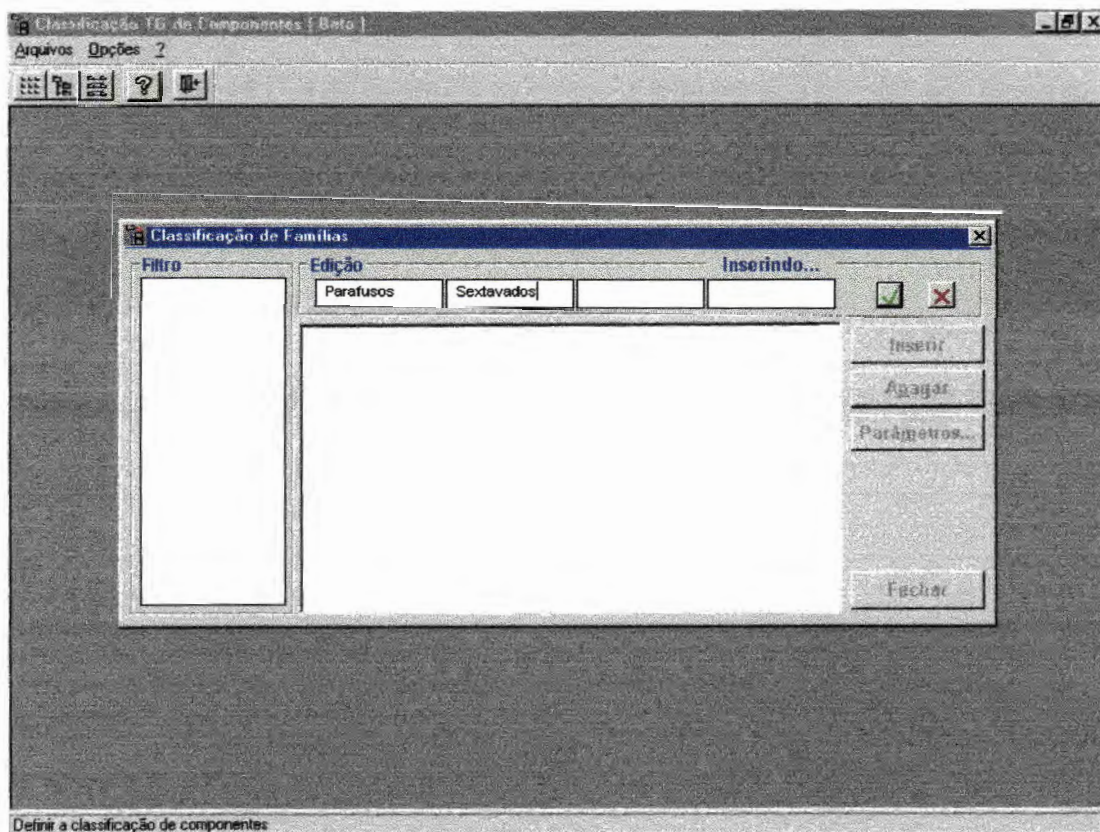 Classificação TG de Componentes [ Beta ]
Arquivos Opções ?
Classificação de Famílias
Filtro
Edição
Inserindo...
Parafusos
Sextavados
Inserir
Apagar
Parâmetros...
Fechar
Definir a classificação de componentes